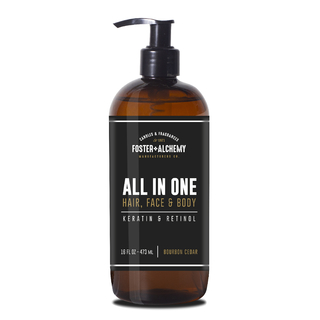 CANDLES & FRAGRANCES
FOSTER+ALCHEMY
MANUFACTURING CO.
ALL IN ONE
HAIR, FACE & BODY
KERATIN & RETINOL
16 FL OZ - 473 ML
BOURBON CEDAR